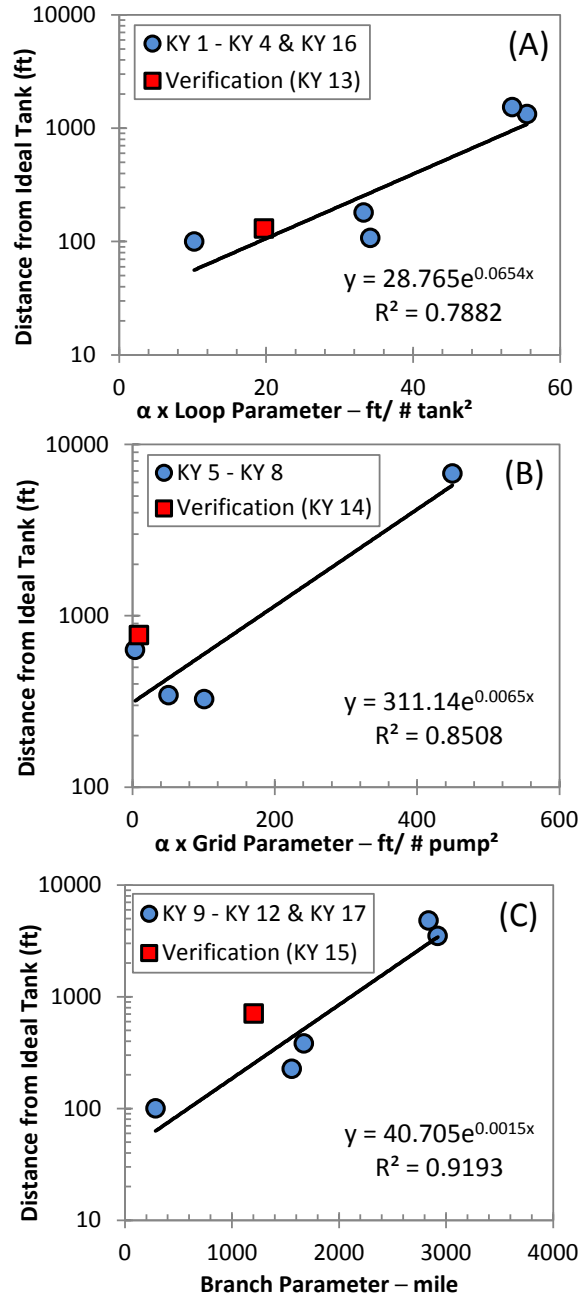 (A)
KY 1 - KY 4 & KY 16
Verification (KY 13)
Distance from Ideal Tank (ft)
10000
1000
100
10
y = 28.765e^0.0654x
R² = 0.7882
0
20
40
60
α x Loop Parameter – ft/ # tank²
(B)
KY 5 - KY 8
Verification (KY 14)
Distance from Ideal Tank (ft)
10000
1000
100
y = 311.14e^0.0065x
R² = 0.8508
0
200
400
600
α x Grid Parameter – ft/ # pump²
(C)
KY 9 - KY 12 & KY 17
Verification (KY 15)
Distance from Ideal Tank (ft)
10000
1000
100
10
y = 40.705e^0.0015x
R² = 0.9193
0
1000
2000
3000
4000
Branch Parameter – mile